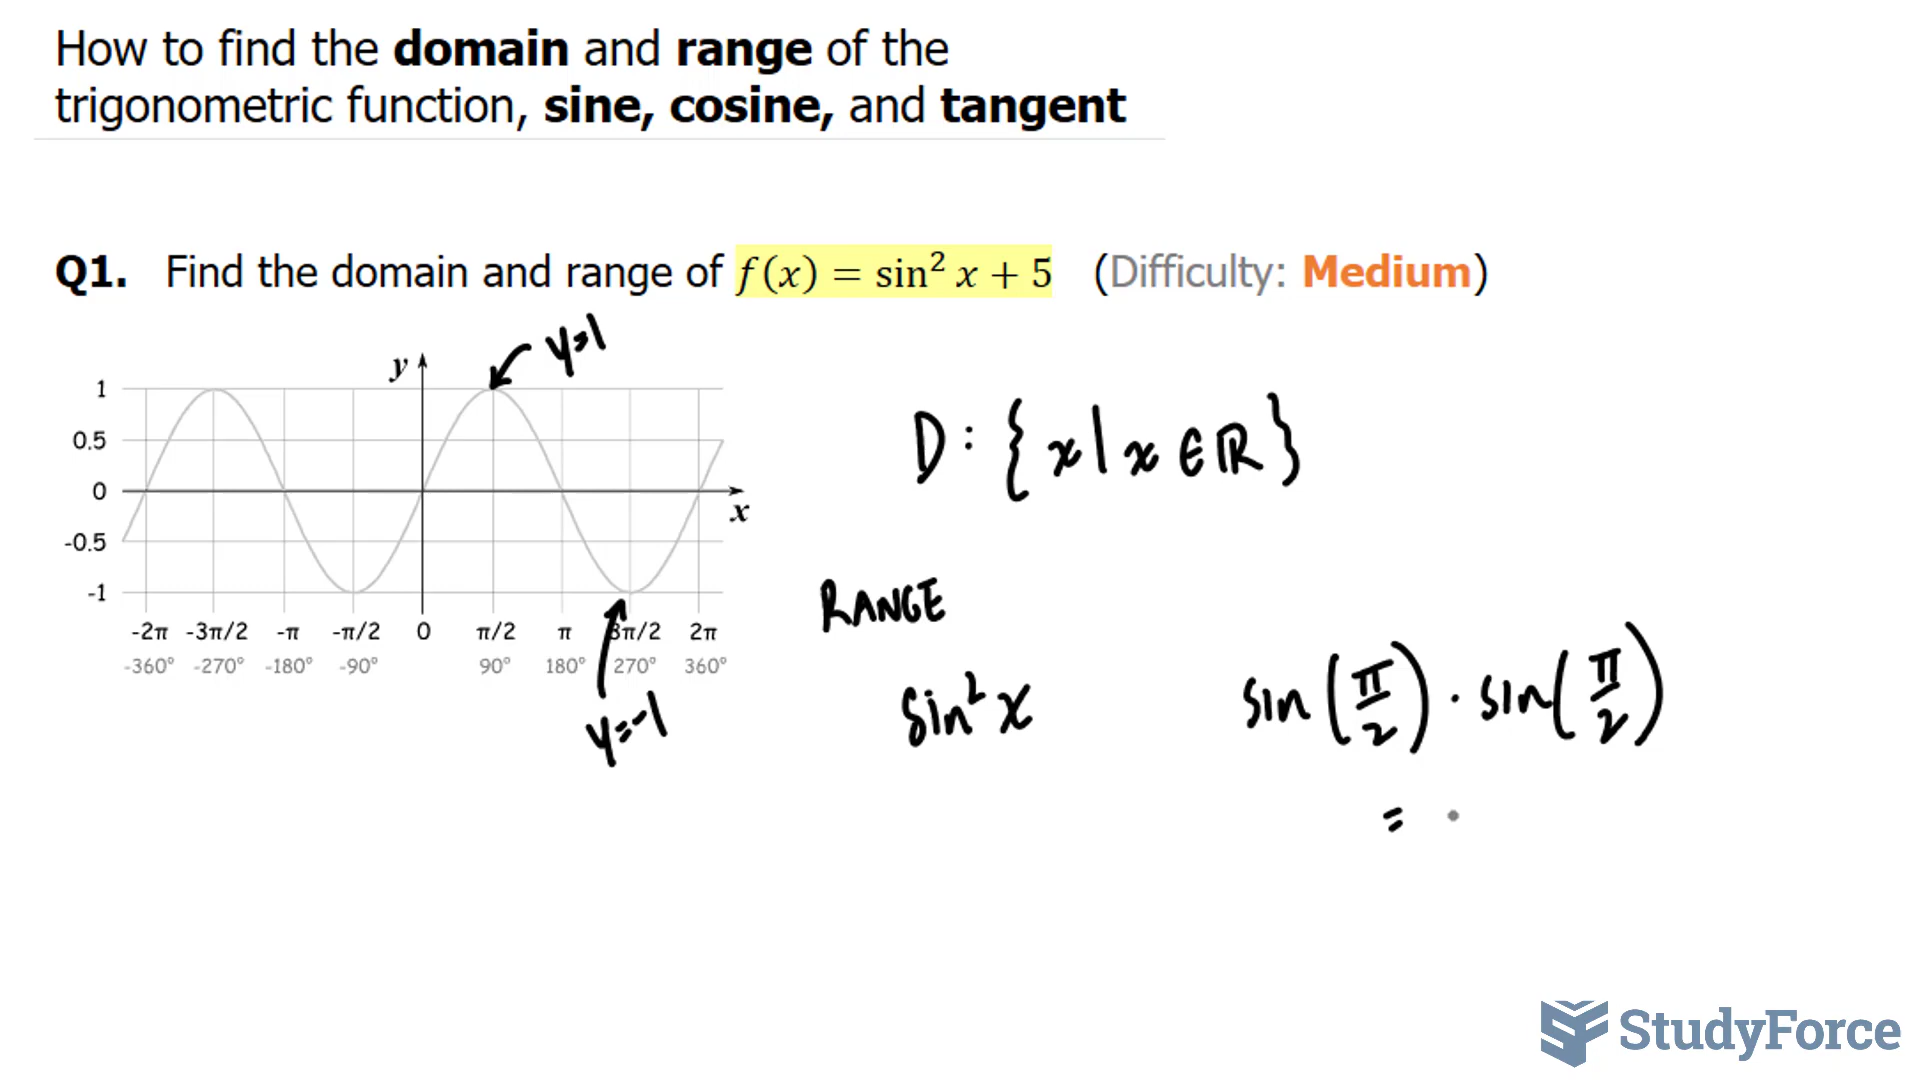 How to find the domain and range of the
trigonometric function, sine, cosine, and tangent
Q1. Find the domain and range of f(x) = sin² x + 5 (Difficulty: Medium)
y=1
y
1
0.5
0
-0.5
-1
x
-2π -3π/2 -π -π/2 0 π/2 π 3π/2 2π
-360° -270° -180° -90° 90° 180° 270° 360°
y=-1
D: {x|x∈ℝ}
RANGE
sin²x sin(π/2)·sin(π/2)
=
StudyForce